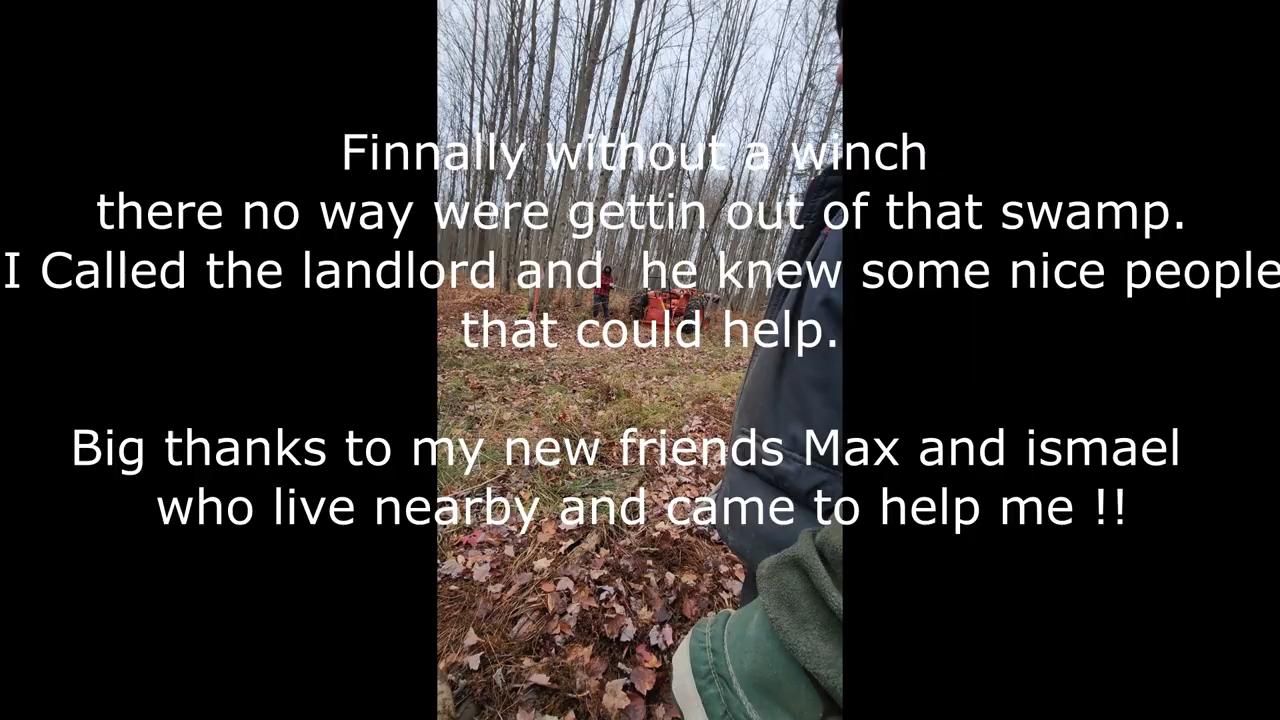 Finnally without a winch
there no way were gettin out of that swamp.
I Called the landlord and  he knew some nice people
that could help.
Big thanks to my new friends Max and ismael
who live nearby and came to help me !!